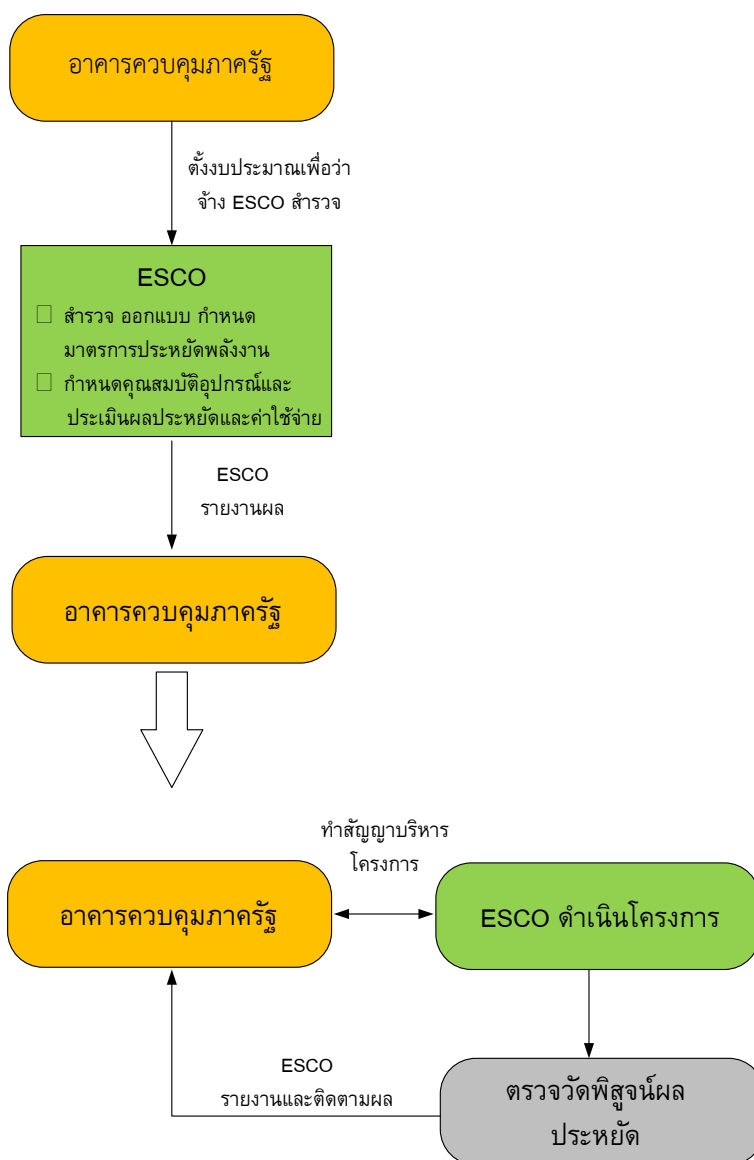 อาคารควบคุมภาครัฐ
ตั้งงบประมาณเพื่อว่า
จ้าง ESCO สำรวจ
ESCO
สำรวจ ออกแบบ กำหนด
มาตรการประหยัดพลังงาน
กำหนดคุณสมบัติอุปกรณ์และ
ประเมินผลประหยัดและค่าใช้จ่าย
ESCO
รายงานผล
อาคารควบคุมภาครัฐ
ทำสัญญาบริหาร
โครงการ
อาคารควบคุมภาครัฐ
ESCO ดำเนินโครงการ
ESCO
รายงานและติดตามผล
ตรวจวัดพิสูจน์ผล
ประหยัด